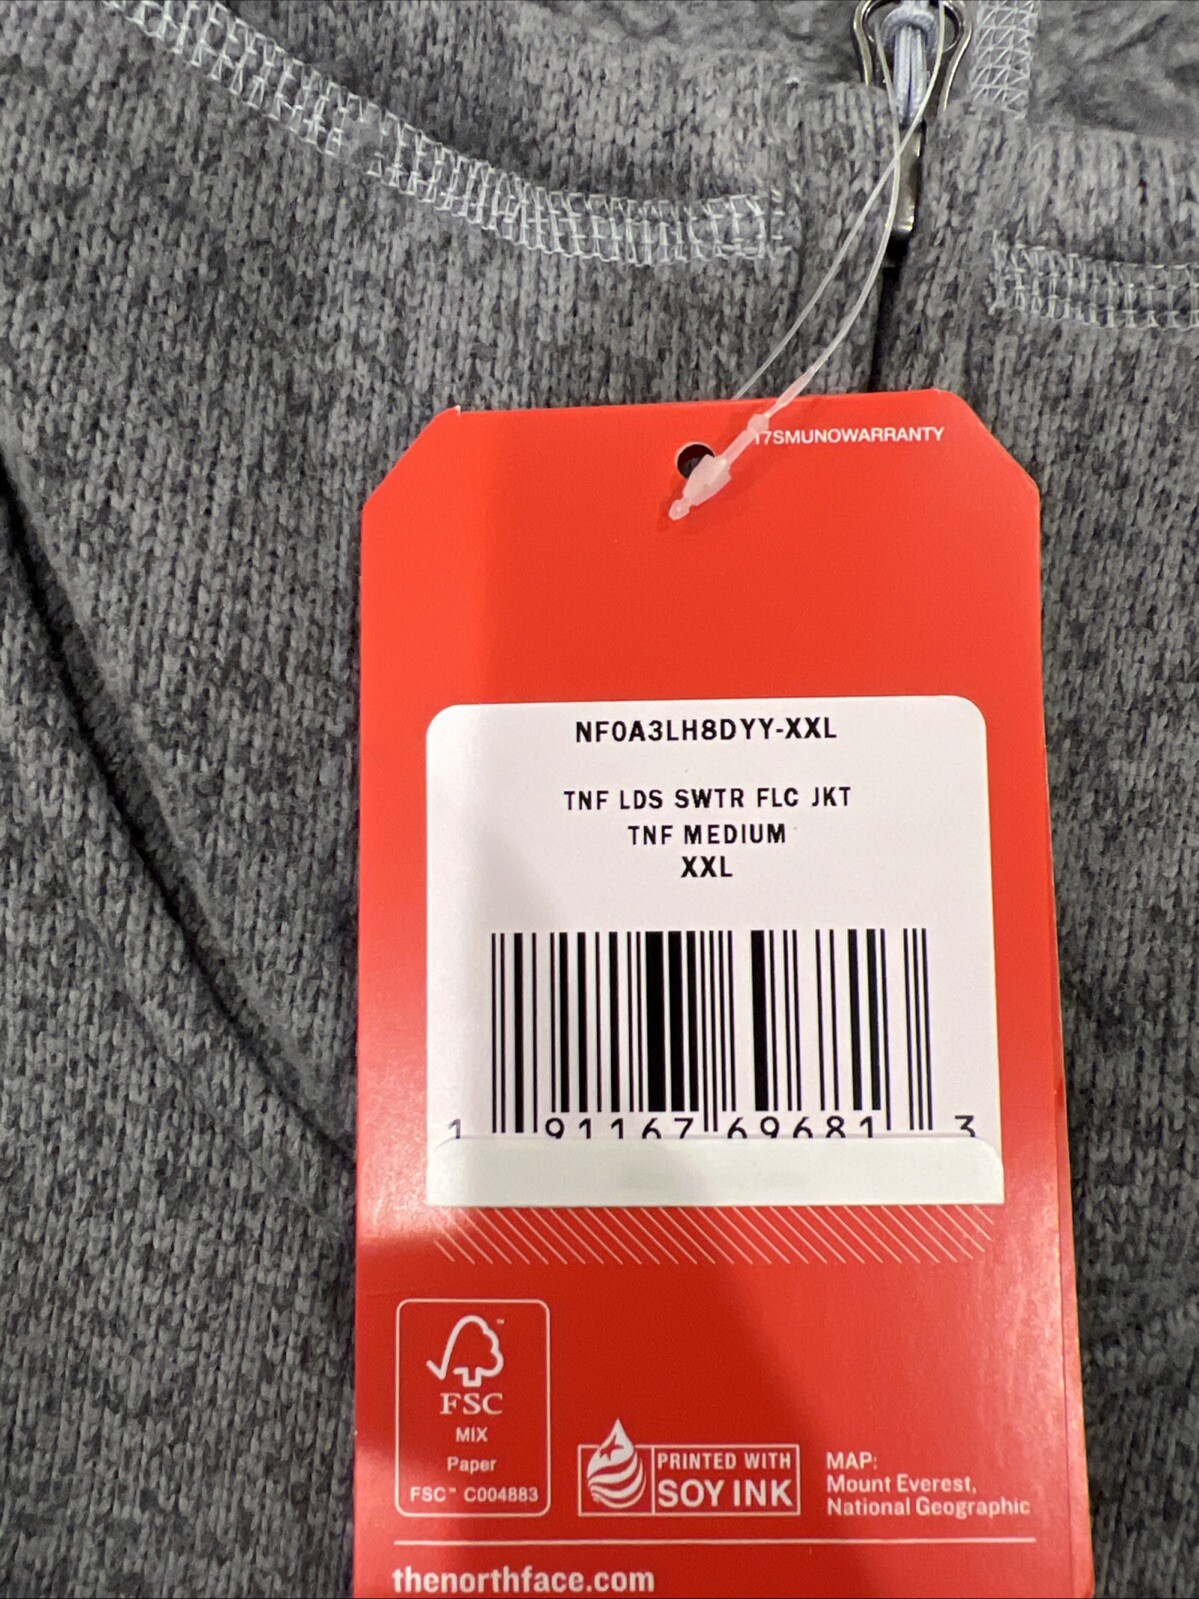 17SMUNOWARRANTY
NF0A3LH8DYY-XXL
TNF LDS SWTR FLC JKT
TNF MEDIUM
XXL
1 91167 69681 3
FSC
MIX
Paper
FSC™ C004883
PRINTED WITH
SOY INK
MAP:
Mount Everest,
National Geographic
thenorthface.com